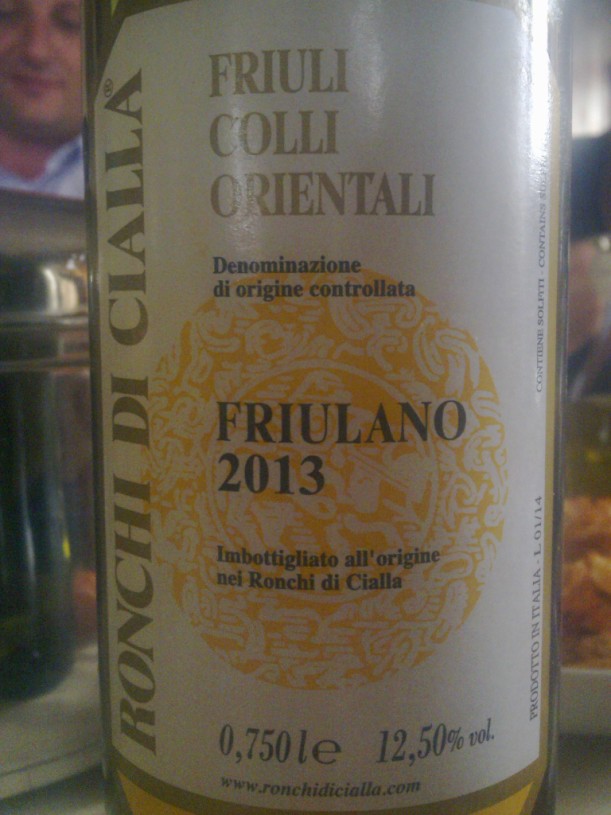 RONCHI DI CIALLA®
FRIULI
COLLI
ORIENTALI
Denominazione
di origine controllata
FRIULANO
2013
Imbottigliato all'origine
nei Ronchi di Cialla
0,750 l e 12,50% vol.
www.ronchidicialla.com
PRODOTTO IN ITALIA - L. 01/14
CONTIENE SOLFITI - CONTAINS